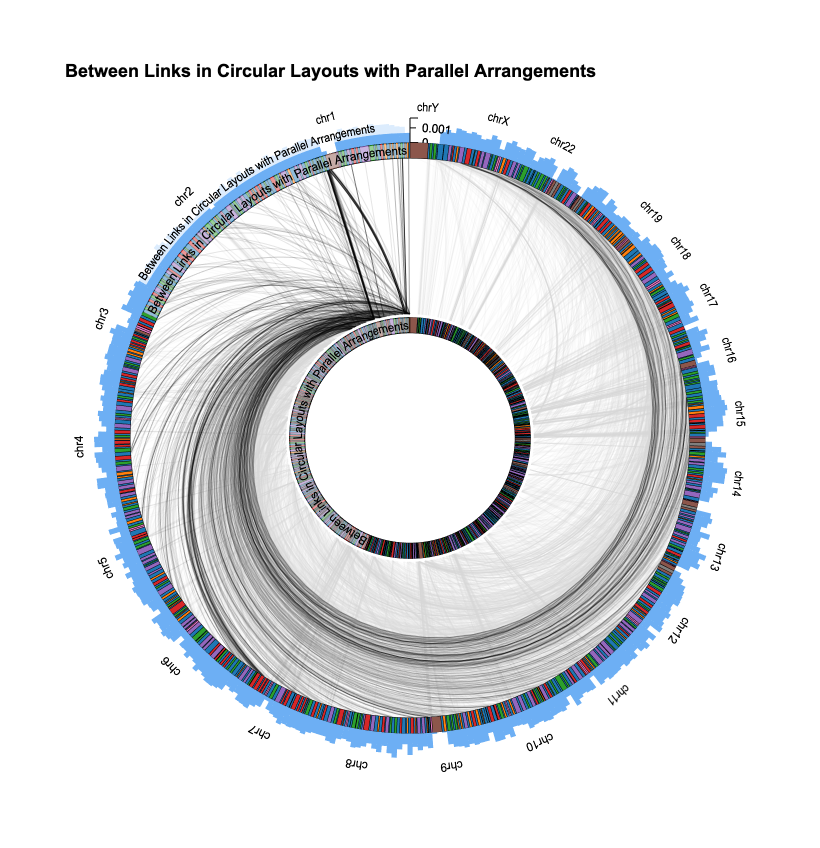 Between Links in Circular Layouts with Parallel Arrangements
chrY
chr1
chrX
0.001
0
chr22
Between Links in Circular Layouts with Parallel Arrangements
Between Links in Circular Layouts with Parallel Arrangements
chr2
chr19
chr18
chr17
chr3
chr16
Between Links in Circular Layouts with Parallel Arrangements
chr15
chr4
chr14
chr5
chr13
chr12
chr6
chr11
chr7
chr10
chr8
chr9